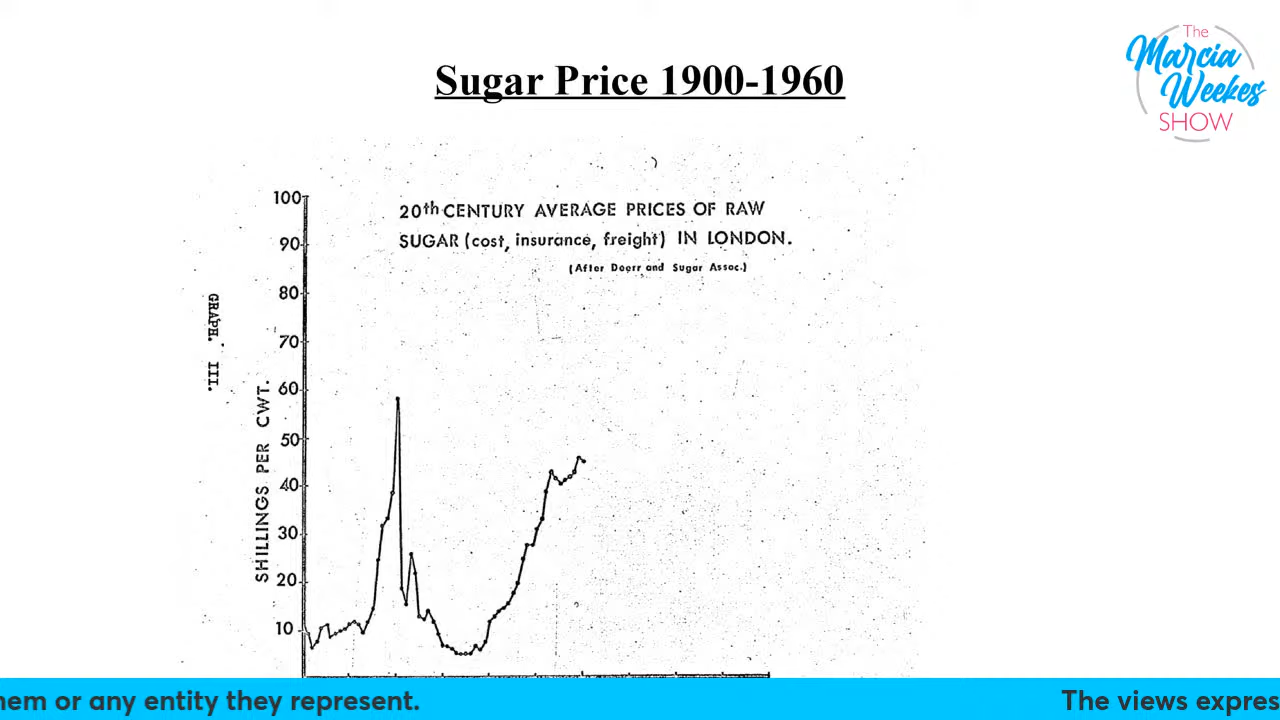 The
Marcia
Weekes
SHOW
Sugar Price 1900-1960
20th CENTURY AVERAGE PRICES OF RAW
SUGAR (cost, insurance, freight) IN LONDON.
(After Deerr and Sugar Assoc.)
GRAPH. III.
SHILLINGS PER CWT.
100
90
80
70
60
50
40
30
20
10
hem or any entity they represent.
The views expres